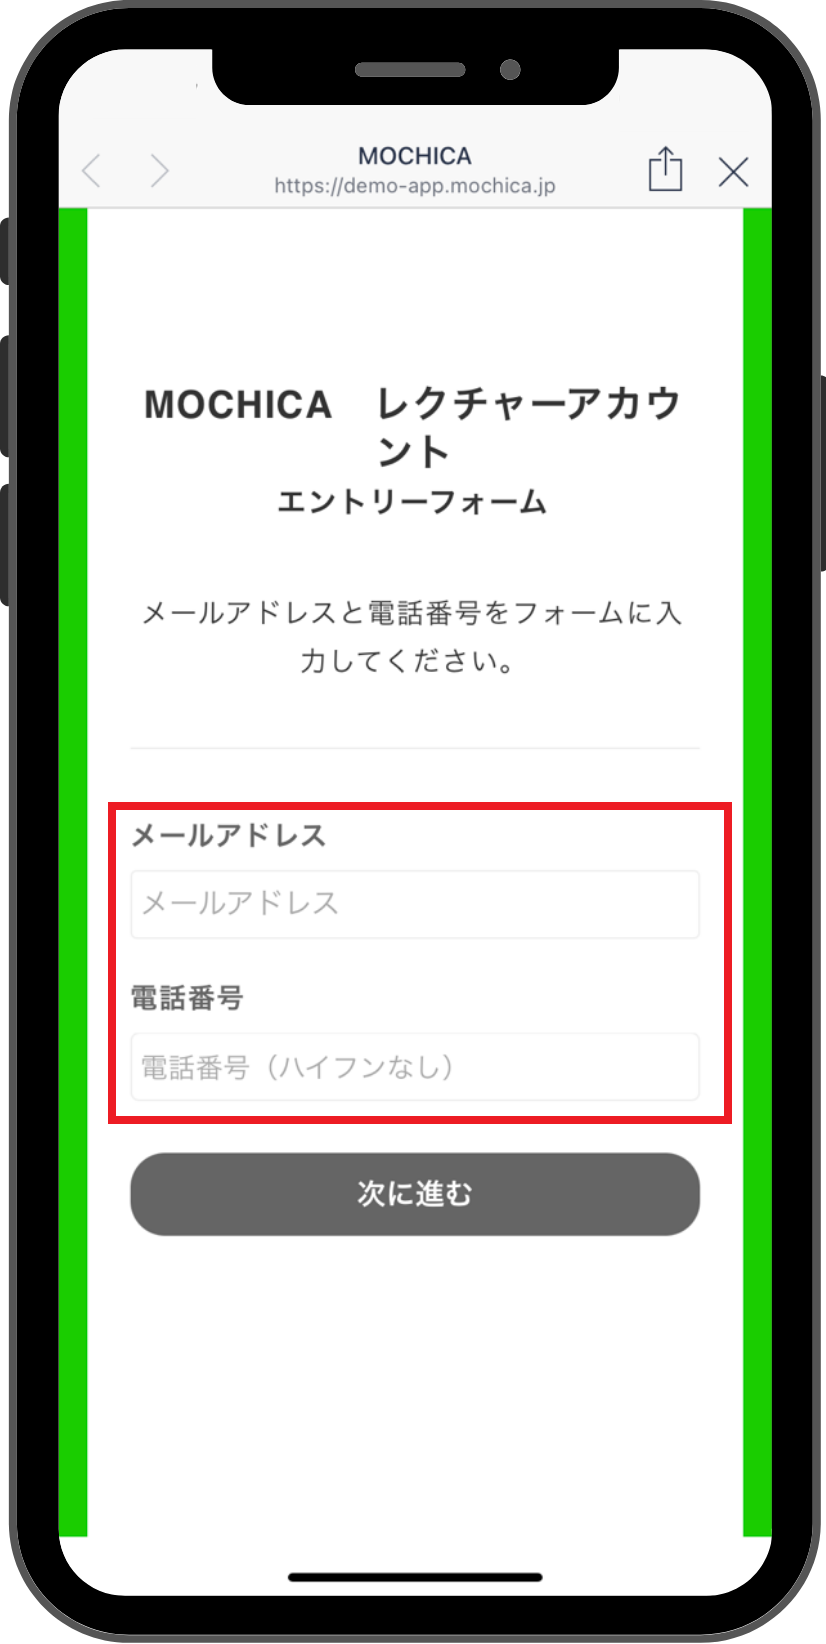 MOCHICA
https://demo-app.mochica.jp
MOCHICA　レクチャーアカウ
ント
エントリーフォーム
メールアドレスと電話番号をフォームに入
力してください。
メールアドレス
メールアドレス
電話番号
電話番号（ハイフンなし）
次に進む